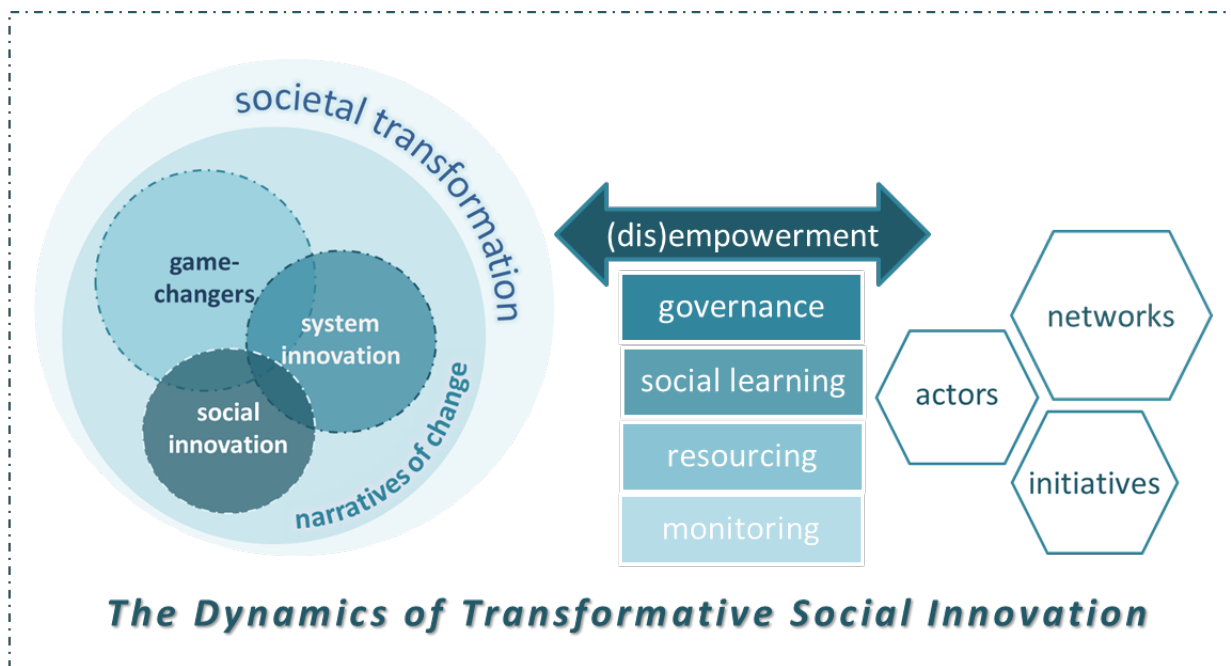 societal transformation
game-
changers
system
innovation
social
innovation
narratives of change
(dis)empowerment
governance
social learning
resourcing
monitoring
networks
actors
initiatives
The Dynamics of Transformative Social Innovation